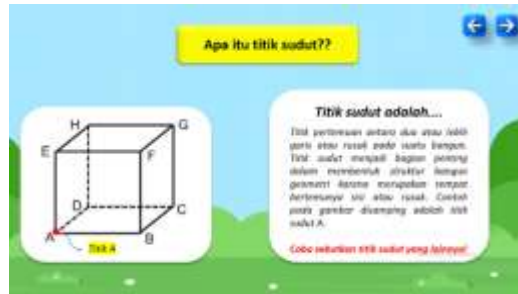 Apa itu titik sudut??
H
G
E
F
D
C
A
B
Titik A
Titik sudut adalah....
Titik pertemuan antara dua atau lebih
garis atau rusuk pada suatu bangun.
Titik sudut menjadi bagian penting
dalam membentuk struktur bangun
geometri karena merupakan tempat
bertemunya sisi atau rusuk. Contoh
pada gambar disamping adalah titik
sudut A.
Coba sebutkan titik sudut yang lainnya!